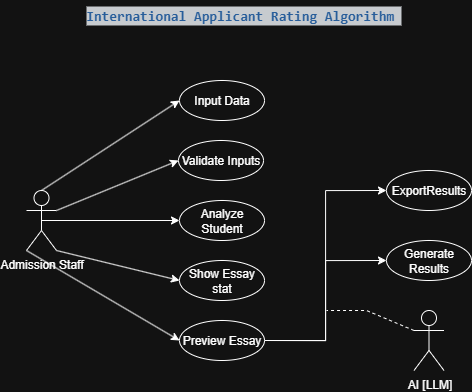 International Applicant Rating Algorithm
Input Data
Validate Inputs
Analyze
Student
Show Essay
stat
Preview Essay
Admission Staff
ExportResults
Generate
Results
AI [LLM]